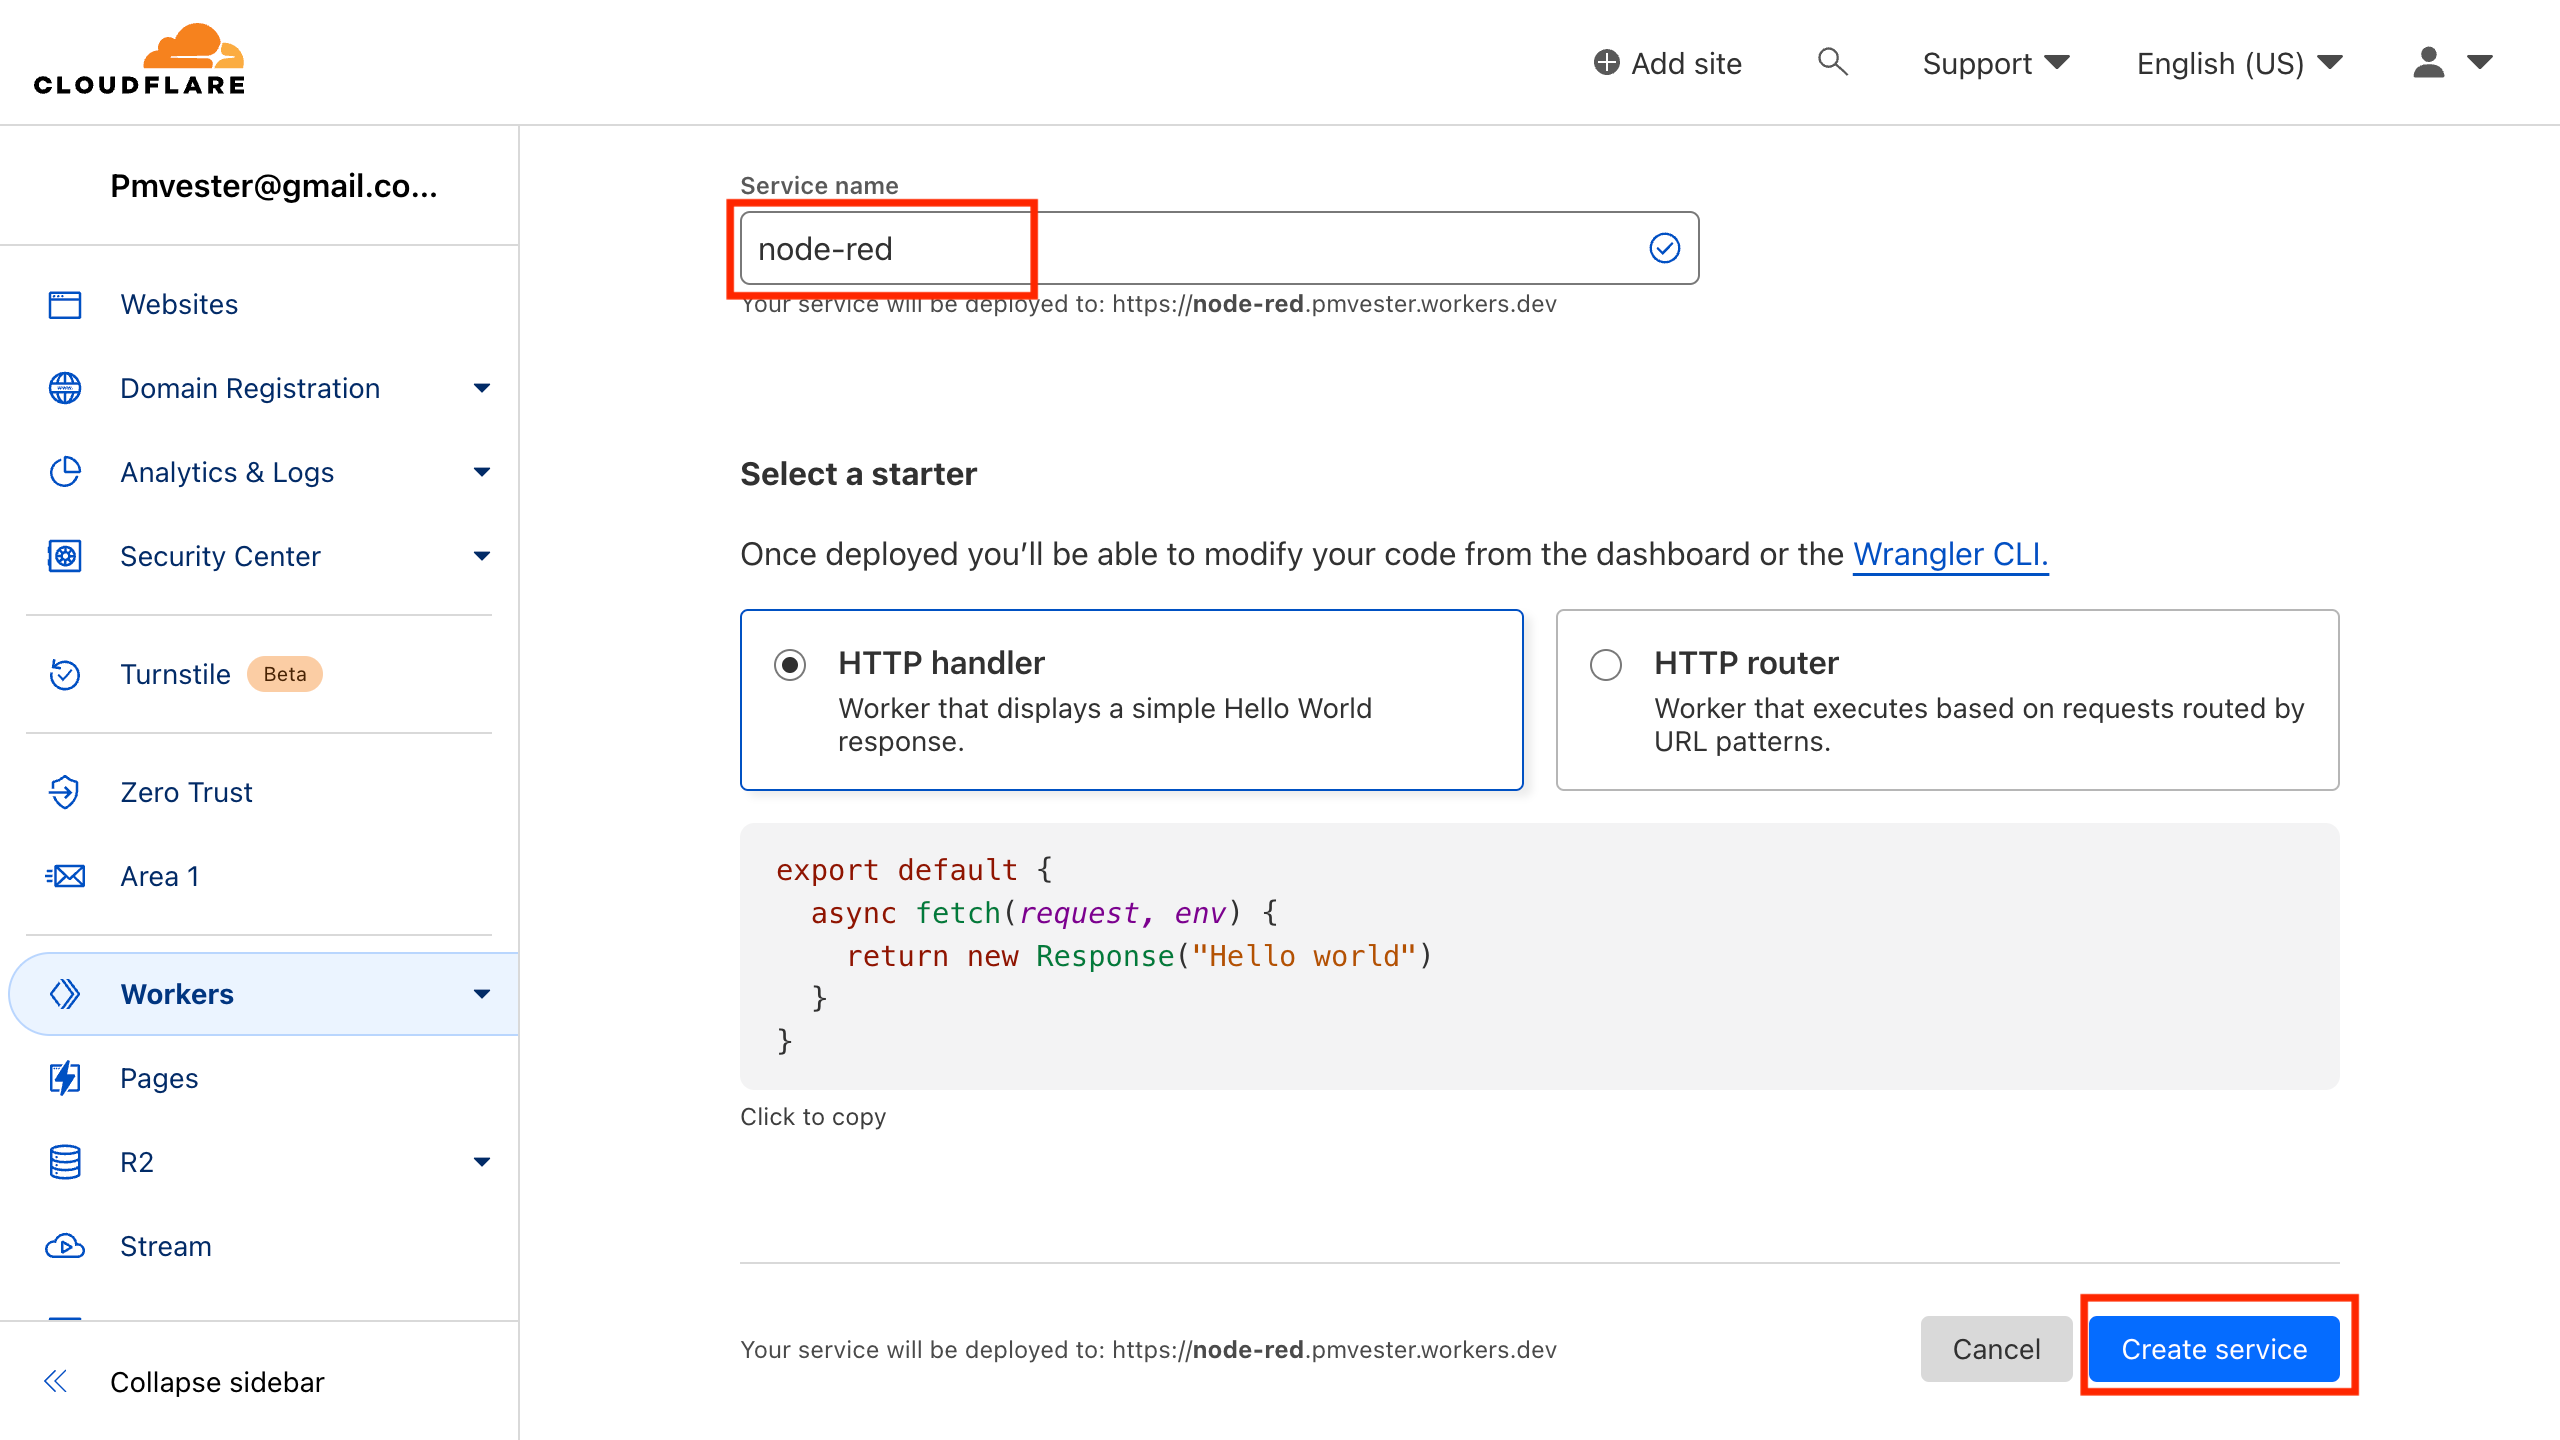 CLOUDFLARE
Add site
Support
English (US)
Pmvester@gmail.co...
Websites
Domain Registration
Analytics & Logs
Security Center
Turnstile Beta
Zero Trust
Area 1
Workers
Pages
R2
Stream
Collapse sidebar
Service name
node-red
Your service will be deployed to: https://node-red.pmvester.workers.dev
Select a starter
Once deployed you’ll be able to modify your code from the dashboard or the Wrangler CLI.
HTTP handler
Worker that displays a simple Hello World
response.
HTTP router
Worker that executes based on requests routed by
URL patterns.
export default {
  async fetch(request, env) {
    return new Response("Hello world")
  }
}
Click to copy
Your service will be deployed to: https://node-red.pmvester.workers.dev
Cancel
Create service